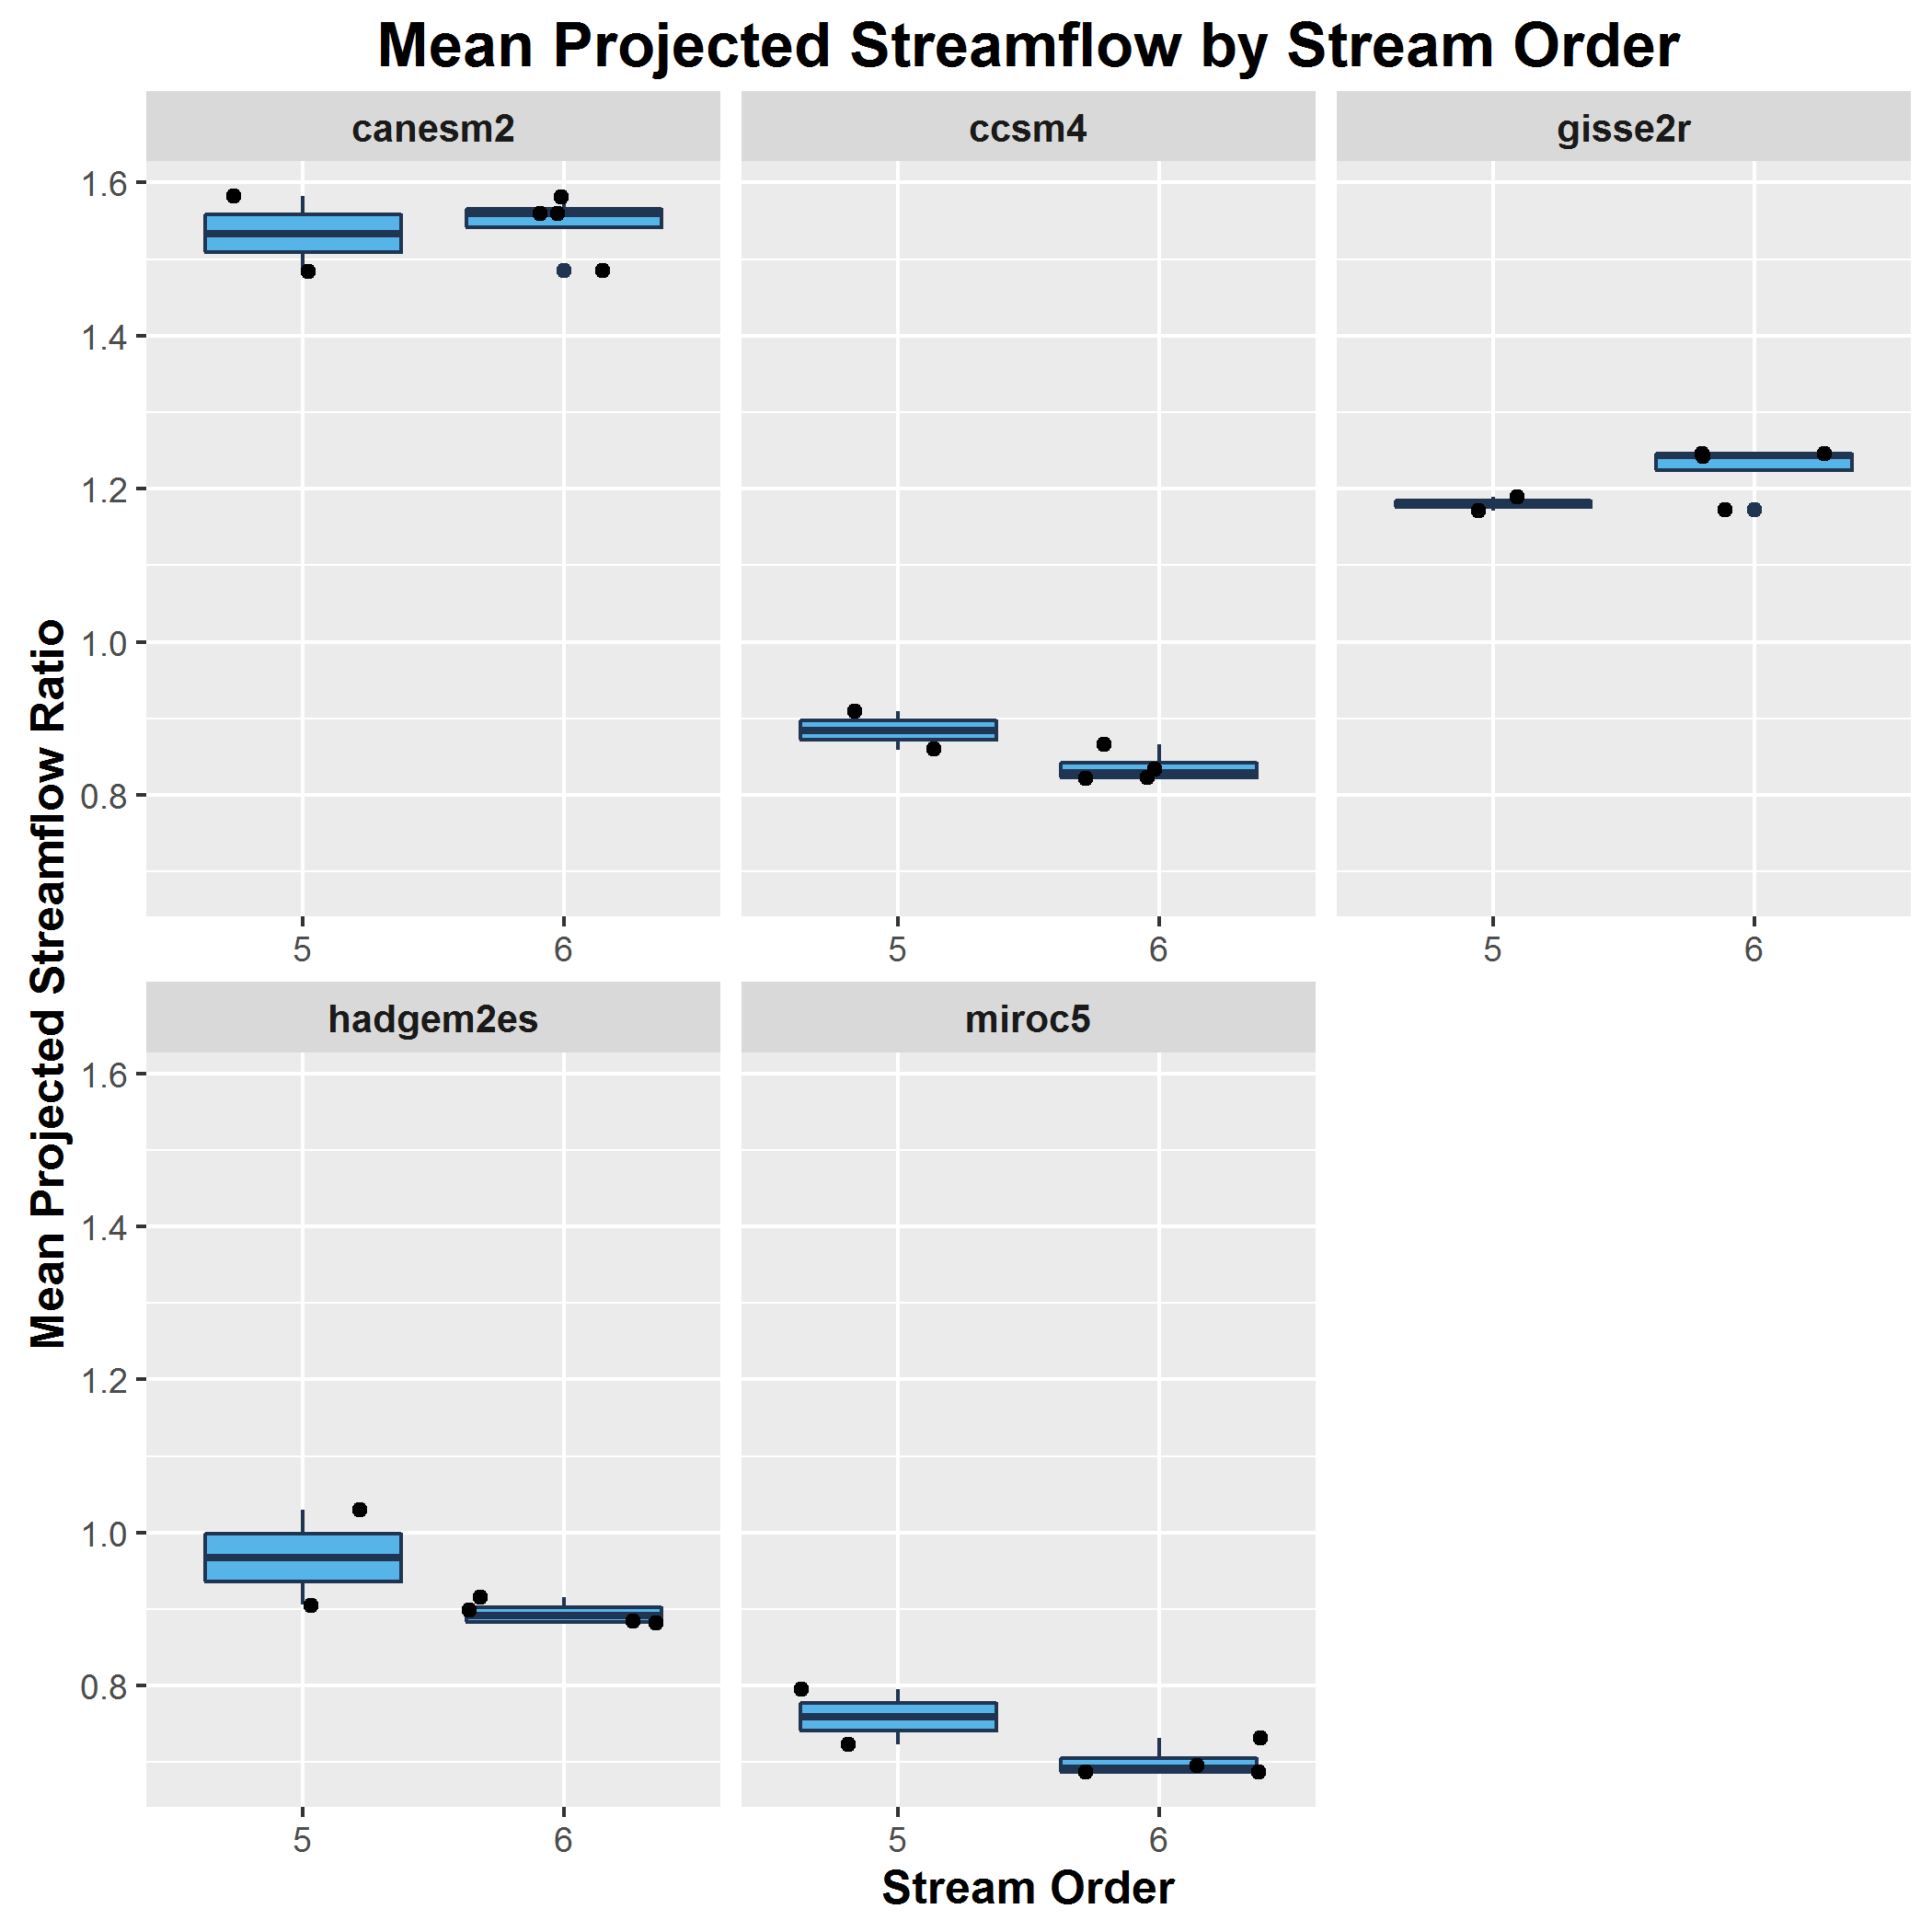 Mean Projected Streamflow by Stream Order
canesm2
ccsm4
gisse2r
1.6
1.4
1.2
1.0
0.8
5
6
5
6
5
6
Mean Projected Streamflow Ratio
hadgem2es
miroc5
1.6
1.4
1.2
1.0
0.8
5
6
5
6
Stream Order